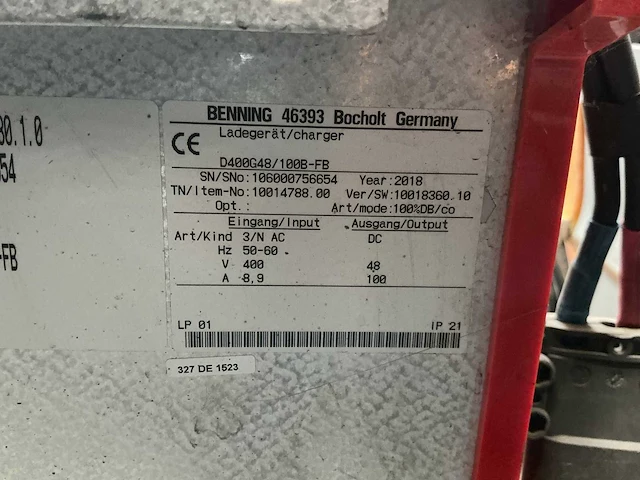 BENNING 46393 Bocholt Germany
Ladegerät/charger
CE
D400G48/100B-FB
SN/SNo: 106000756654 Year: 2018
TN/Item-No: 10014788.00 Ver/SW: 10018360.10
Opt.: Art/mode: 100%DB/co
Eingang/Input Ausgang/Output
Art/Kind 3/N AC DC
Hz 50-60
V 400 48
A 8,9 100
LP 01 IP 21
327 DE 1523
30.1.0
54
-FB